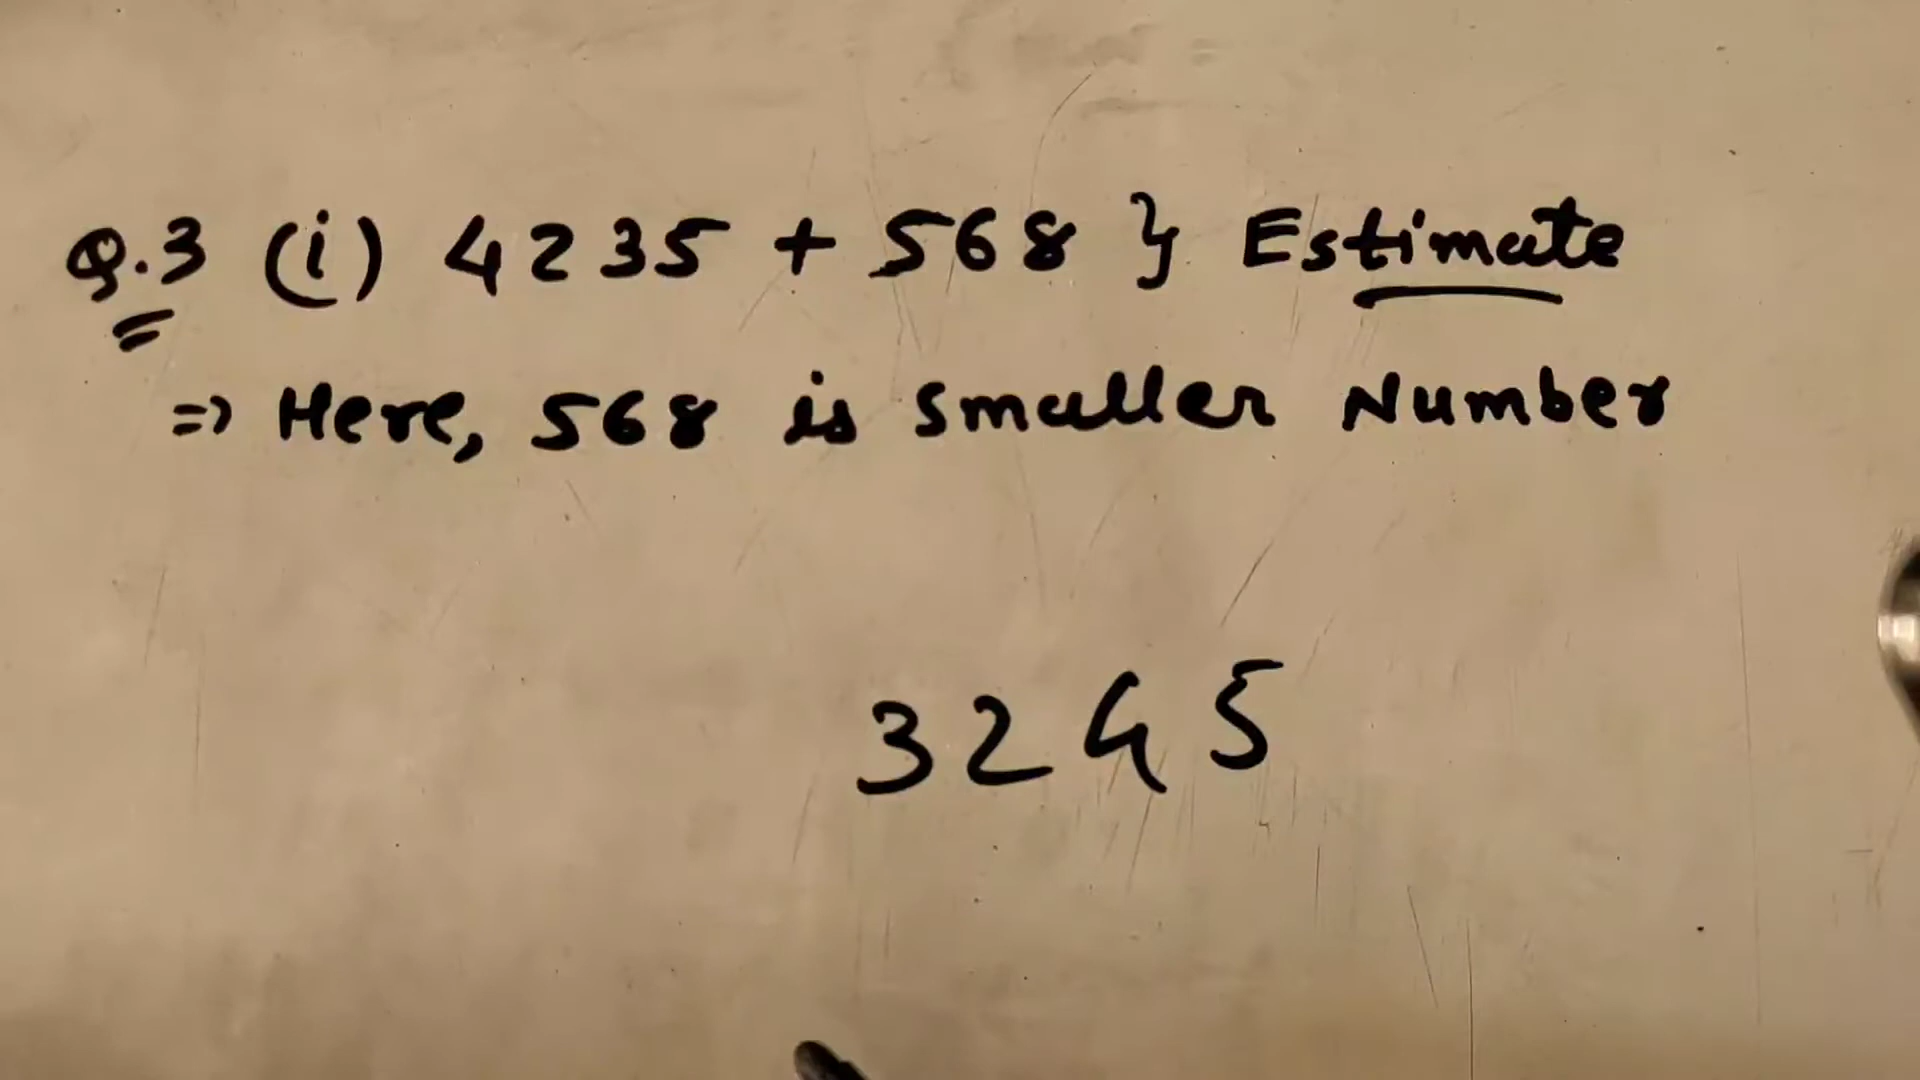 Q.3 (i) 4235 + 568 } Estimate
=> Here, 568 is smaller Number
3245